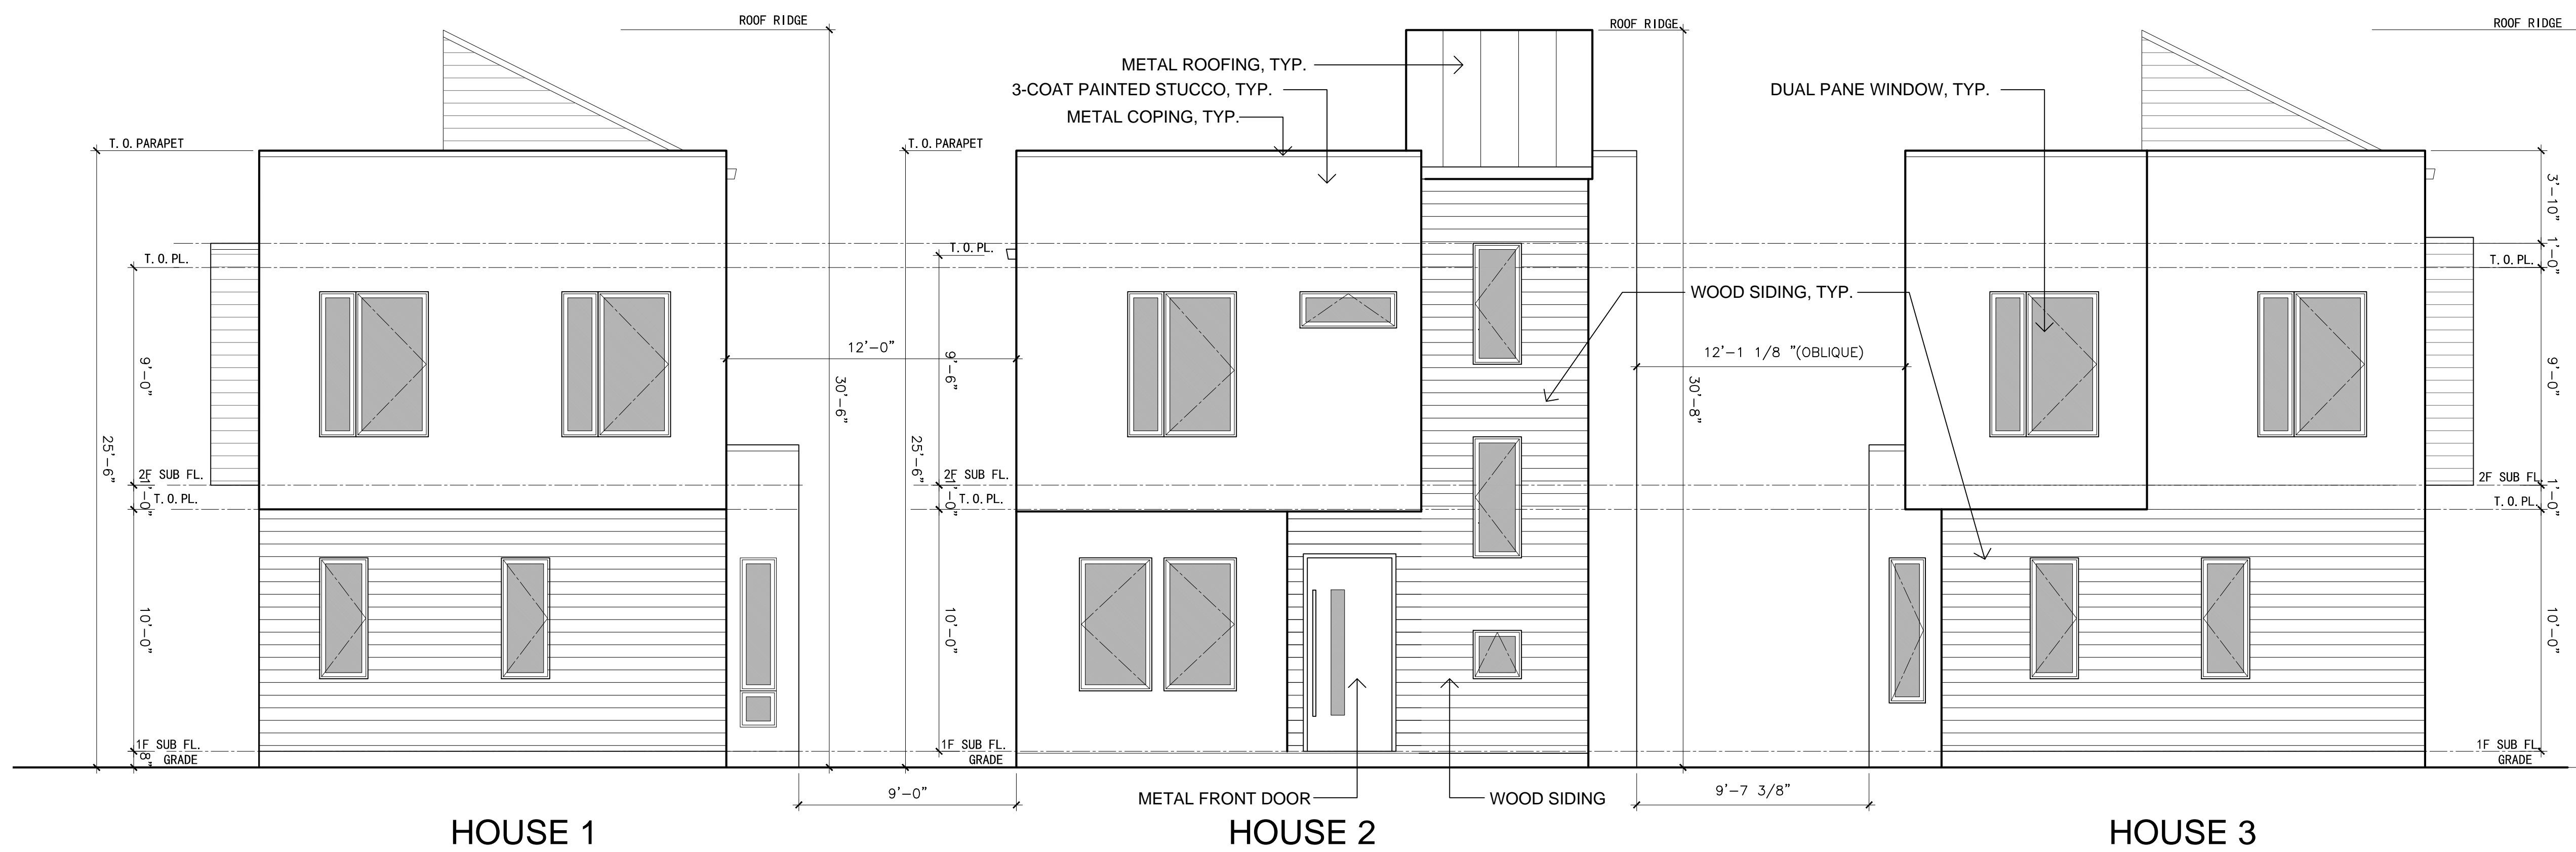 ROOF RIDGE
T.O.PARAPET
T.O.PL.
9'-0"
25'-6"
2F SUB FL.
1'-0"
T.O.PL.
10'-0"
1F SUB FL.
8"
GRADE
30'-6"
12'-0"
9'-0"
HOUSE 1
ROOF RIDGE
METAL ROOFING, TYP.
3-COAT PAINTED STUCCO, TYP.
METAL COPING, TYP.
T.O.PARAPET
T.O.PL.
9'-6"
25'-6"
2F SUB FL.
1'-0"
T.O.PL.
10'-0"
1F SUB FL.
GRADE
WOOD SIDING, TYP.
30'-8"
12'-1 1/8 "(OBLIQUE)
METAL FRONT DOOR
WOOD SIDING
9'-7 3/8"
HOUSE 2
ROOF RIDGE
DUAL PANE WINDOW, TYP.
3'-10"
1'-0"
T.O.PL.
9'-0"
2F SUB FL.
1'-0"
T.O.PL.
10'-0"
1F SUB FL.
GRADE
HOUSE 3